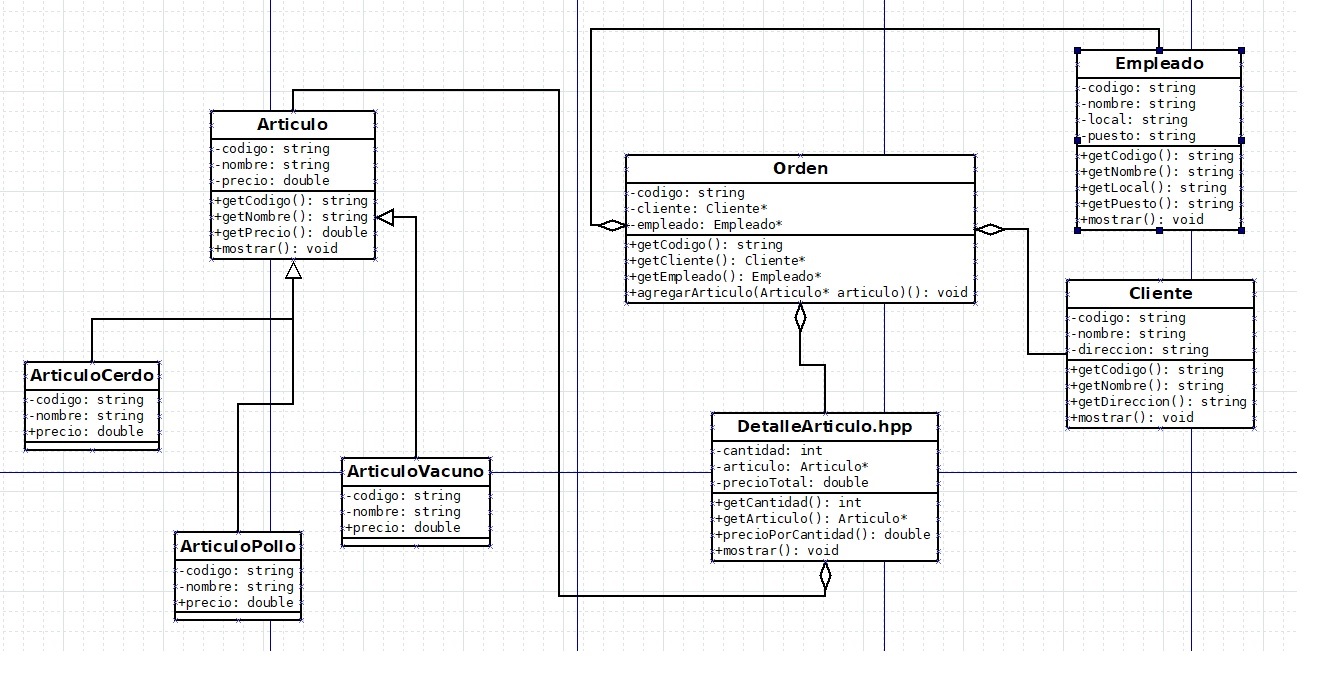 Articulo
-codigo: string
-nombre: string
-precio: double
+getCodigo(): string
+getNombre(): string
+getPrecio(): double
+mostrar(): void
ArticuloCerdo
-codigo: string
-nombre: string
+precio: double
ArticuloPollo
-codigo: string
-nombre: string
+precio: double
ArticuloVacuno
-codigo: string
-nombre: string
+precio: double
Orden
-codigo: string
-cliente: Cliente*
-empleado: Empleado*
+getCodigo(): string
+getCliente(): Cliente*
+getEmpleado(): Empleado*
+agregarArticulo(Articulo* articulo)(): void
DetalleArticulo.hpp
-cantidad: int
-articulo: Articulo*
-precioTotal: double
+getCantidad(): int
+getArticulo(): Articulo*
+precioPorCantidad(): double
+mostrar(): void
Empleado
-codigo: string
-nombre: string
-local: string
-puesto: string
+getCodigo(): string
+getNombre(): string
+getLocal(): string
+getPuesto(): string
+mostrar(): void
Cliente
-codigo: string
-nombre: string
-direccion: string
+getCodigo(): string
+getNombre(): string
+getDireccion(): string
+mostrar(): void